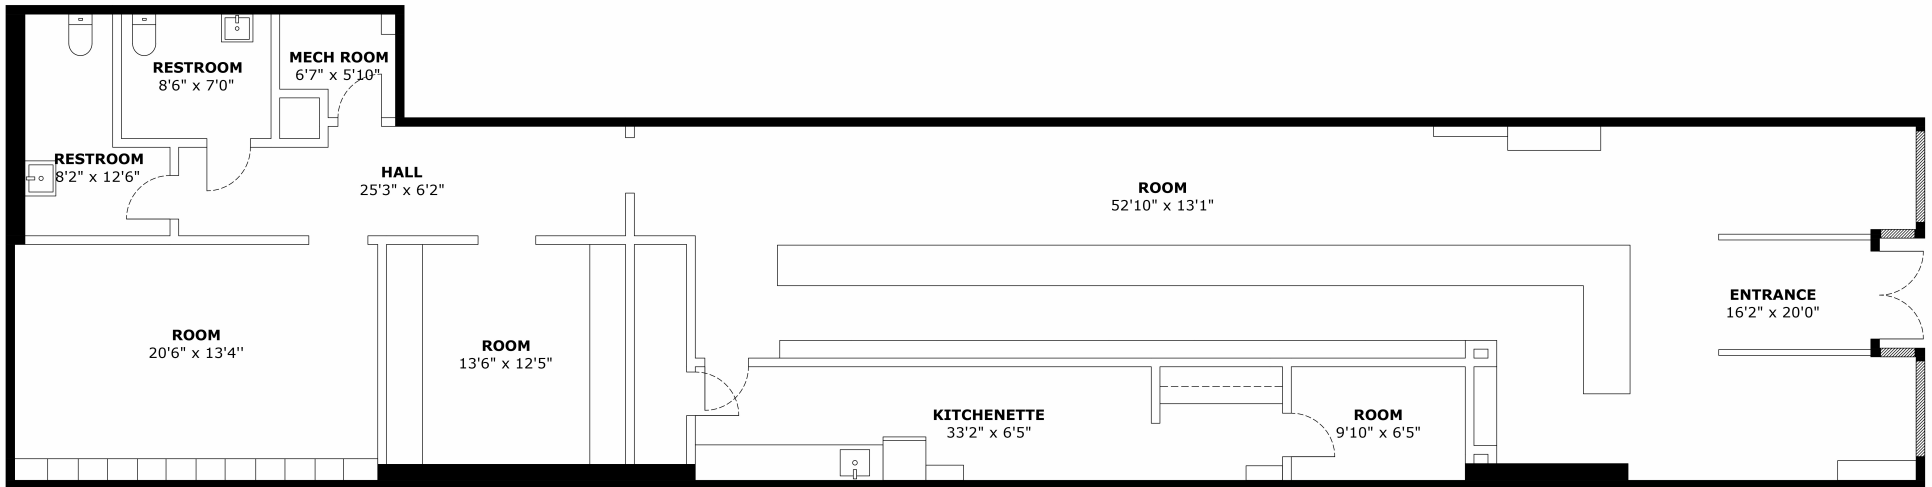 RESTROOM
8'6" x 7'0"
MECH ROOM
6'7" x 5'10"
RESTROOM
8'2" x 12'6"
HALL
25'3" x 6'2"
ROOM
52'10" x 13'1"
ENTRANCE
16'2" x 20'0"
ROOM
20'6" x 13'4''
ROOM
13'6" x 12'5"
KITCHENETTE
33'2" x 6'5"
ROOM
9'10" x 6'5"